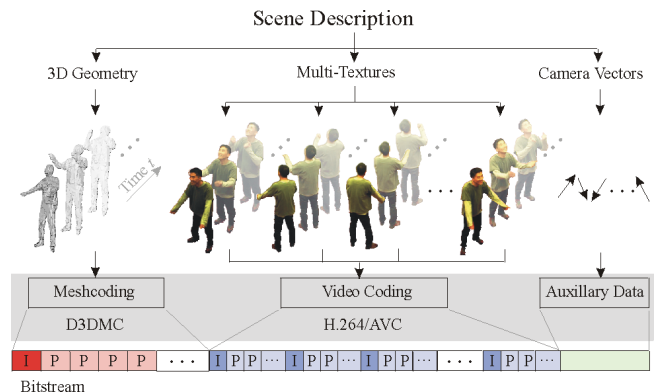 Scene Description
3D Geometry
Multi-Textures
Camera Vectors
Time t
Meshcoding
Video Coding
Auxillary Data
D3DMC
H.264/AVC
I P P P P ··· I P P ··· I P P ··· I P P ··· ··· I P P ···
Bitstream